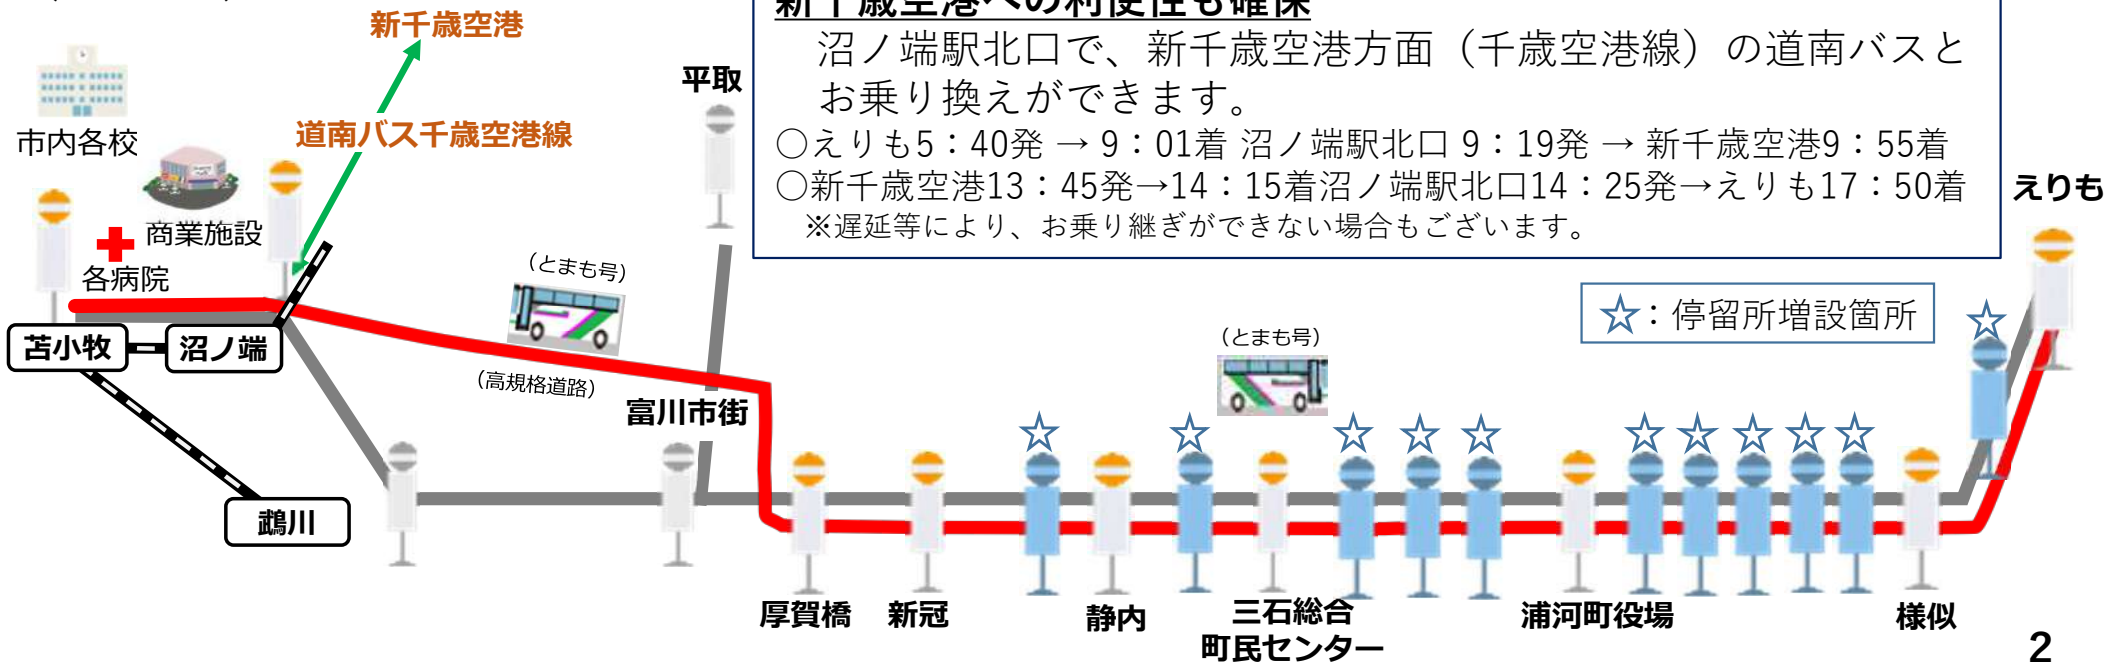 新千歳空港への利便性も確保
沼ノ端駅北口で、新千歳空港方面（千歳空港線）の道南バスと
お乗り換えができます。
○えりも5：40発 → 9：01着 沼ノ端駅北口 9：19発 → 新千歳空港9：55着
○新千歳空港13：45発→14：15着沼ノ端駅北口14：25発→えりも17：50着
※遅延等により、お乗り継ぎができない場合もございます。
新千歳空港
道南バス千歳空港線
平取
市内各校
商業施設
各病院
えりも
（とまも号）
☆：停留所増設箇所
苫小牧
沼ノ端
（高規格道路）
（とまも号）
富川市街
鵡川
厚賀橋
新冠
静内
三石総合
町民センター
浦河町役場
様似
2